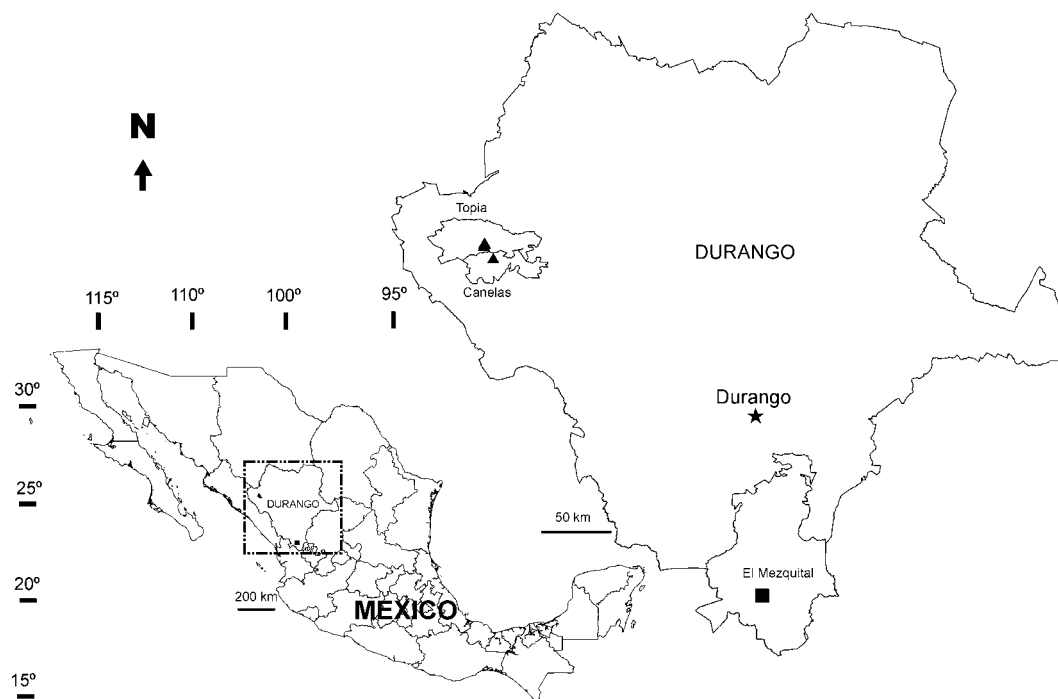 N
Topia
DURANGO
Canelas
115º
110º
100º
95º
30º
Durango
25º
DURANGO
50 km
El Mezquital
20º
200 km
MEXICO
15º